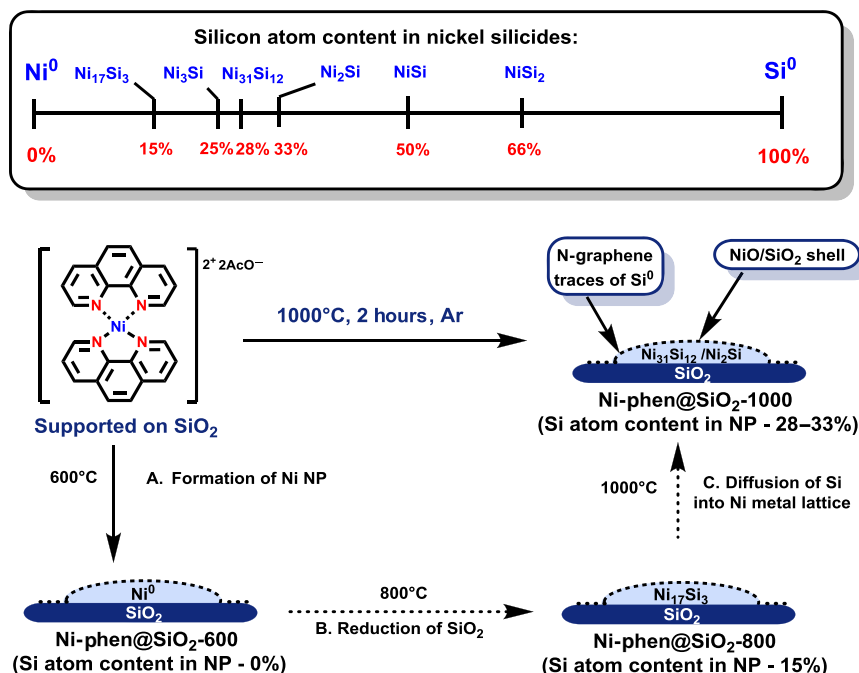 Silicon atom content in nickel silicides:
Ni⁰ Ni₁₇Si₃ Ni₃Si Ni₃₁Si₁₂ Ni₂Si NiSi NiSi₂ Si⁰
0% 15% 25% 28% 33% 50% 66% 100%
2+ 2AcO—
N N
Ni
N N
Supported on SiO₂
1000°C, 2 hours, Ar
N-graphene
traces of Si⁰
NiO/SiO₂ shell
Ni₃₁Si₁₂ /Ni₂Si
SiO₂
Ni-phen@SiO₂-1000
(Si atom content in NP - 28–33%)
600°C
A. Formation of Ni NP
1000°C
C. Diffusion of Si
into Ni metal lattice
Ni⁰
SiO₂
Ni-phen@SiO₂-600
(Si atom content in NP - 0%)
800°C
B. Reduction of SiO₂
Ni₁₇Si₃
SiO₂
Ni-phen@SiO₂-800
(Si atom content in NP - 15%)